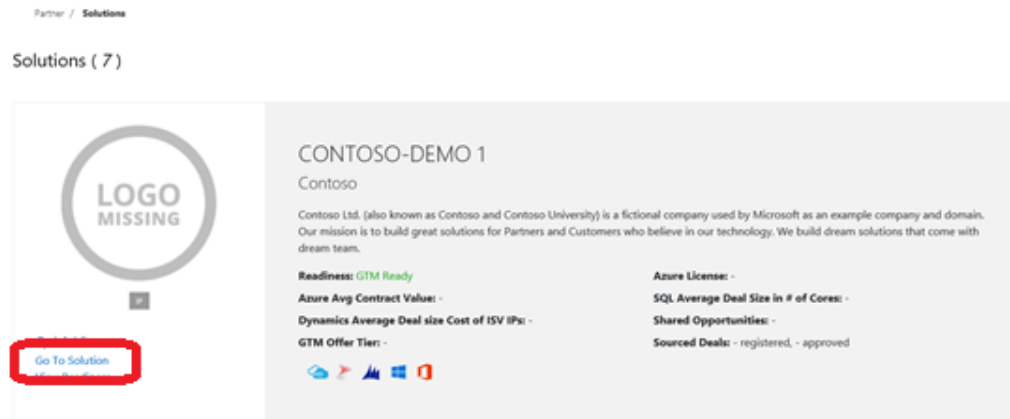 Partner / Solutions
Solutions ( 7 )
LOGO
MISSING
P
Go To Solution
View Readiness
CONTOSO-DEMO 1
Contoso
Contoso Ltd. (also known as Contoso and Contoso University) is a fictional company used by Microsoft as an example company and domain.
Our mission is to build great solutions for Partners and Customers who believe in our technology. We build dream solutions that come with
dream team.
Readiness: GTM Ready
Azure License: -
Azure Avg Contract Value: -
SQL Average Deal Size in # of Cores: -
Dynamics Average Deal size Cost of ISV IPs: -
Shared Opportunities: -
GTM Offer Tier: -
Sourced Deals: - registered, - approved